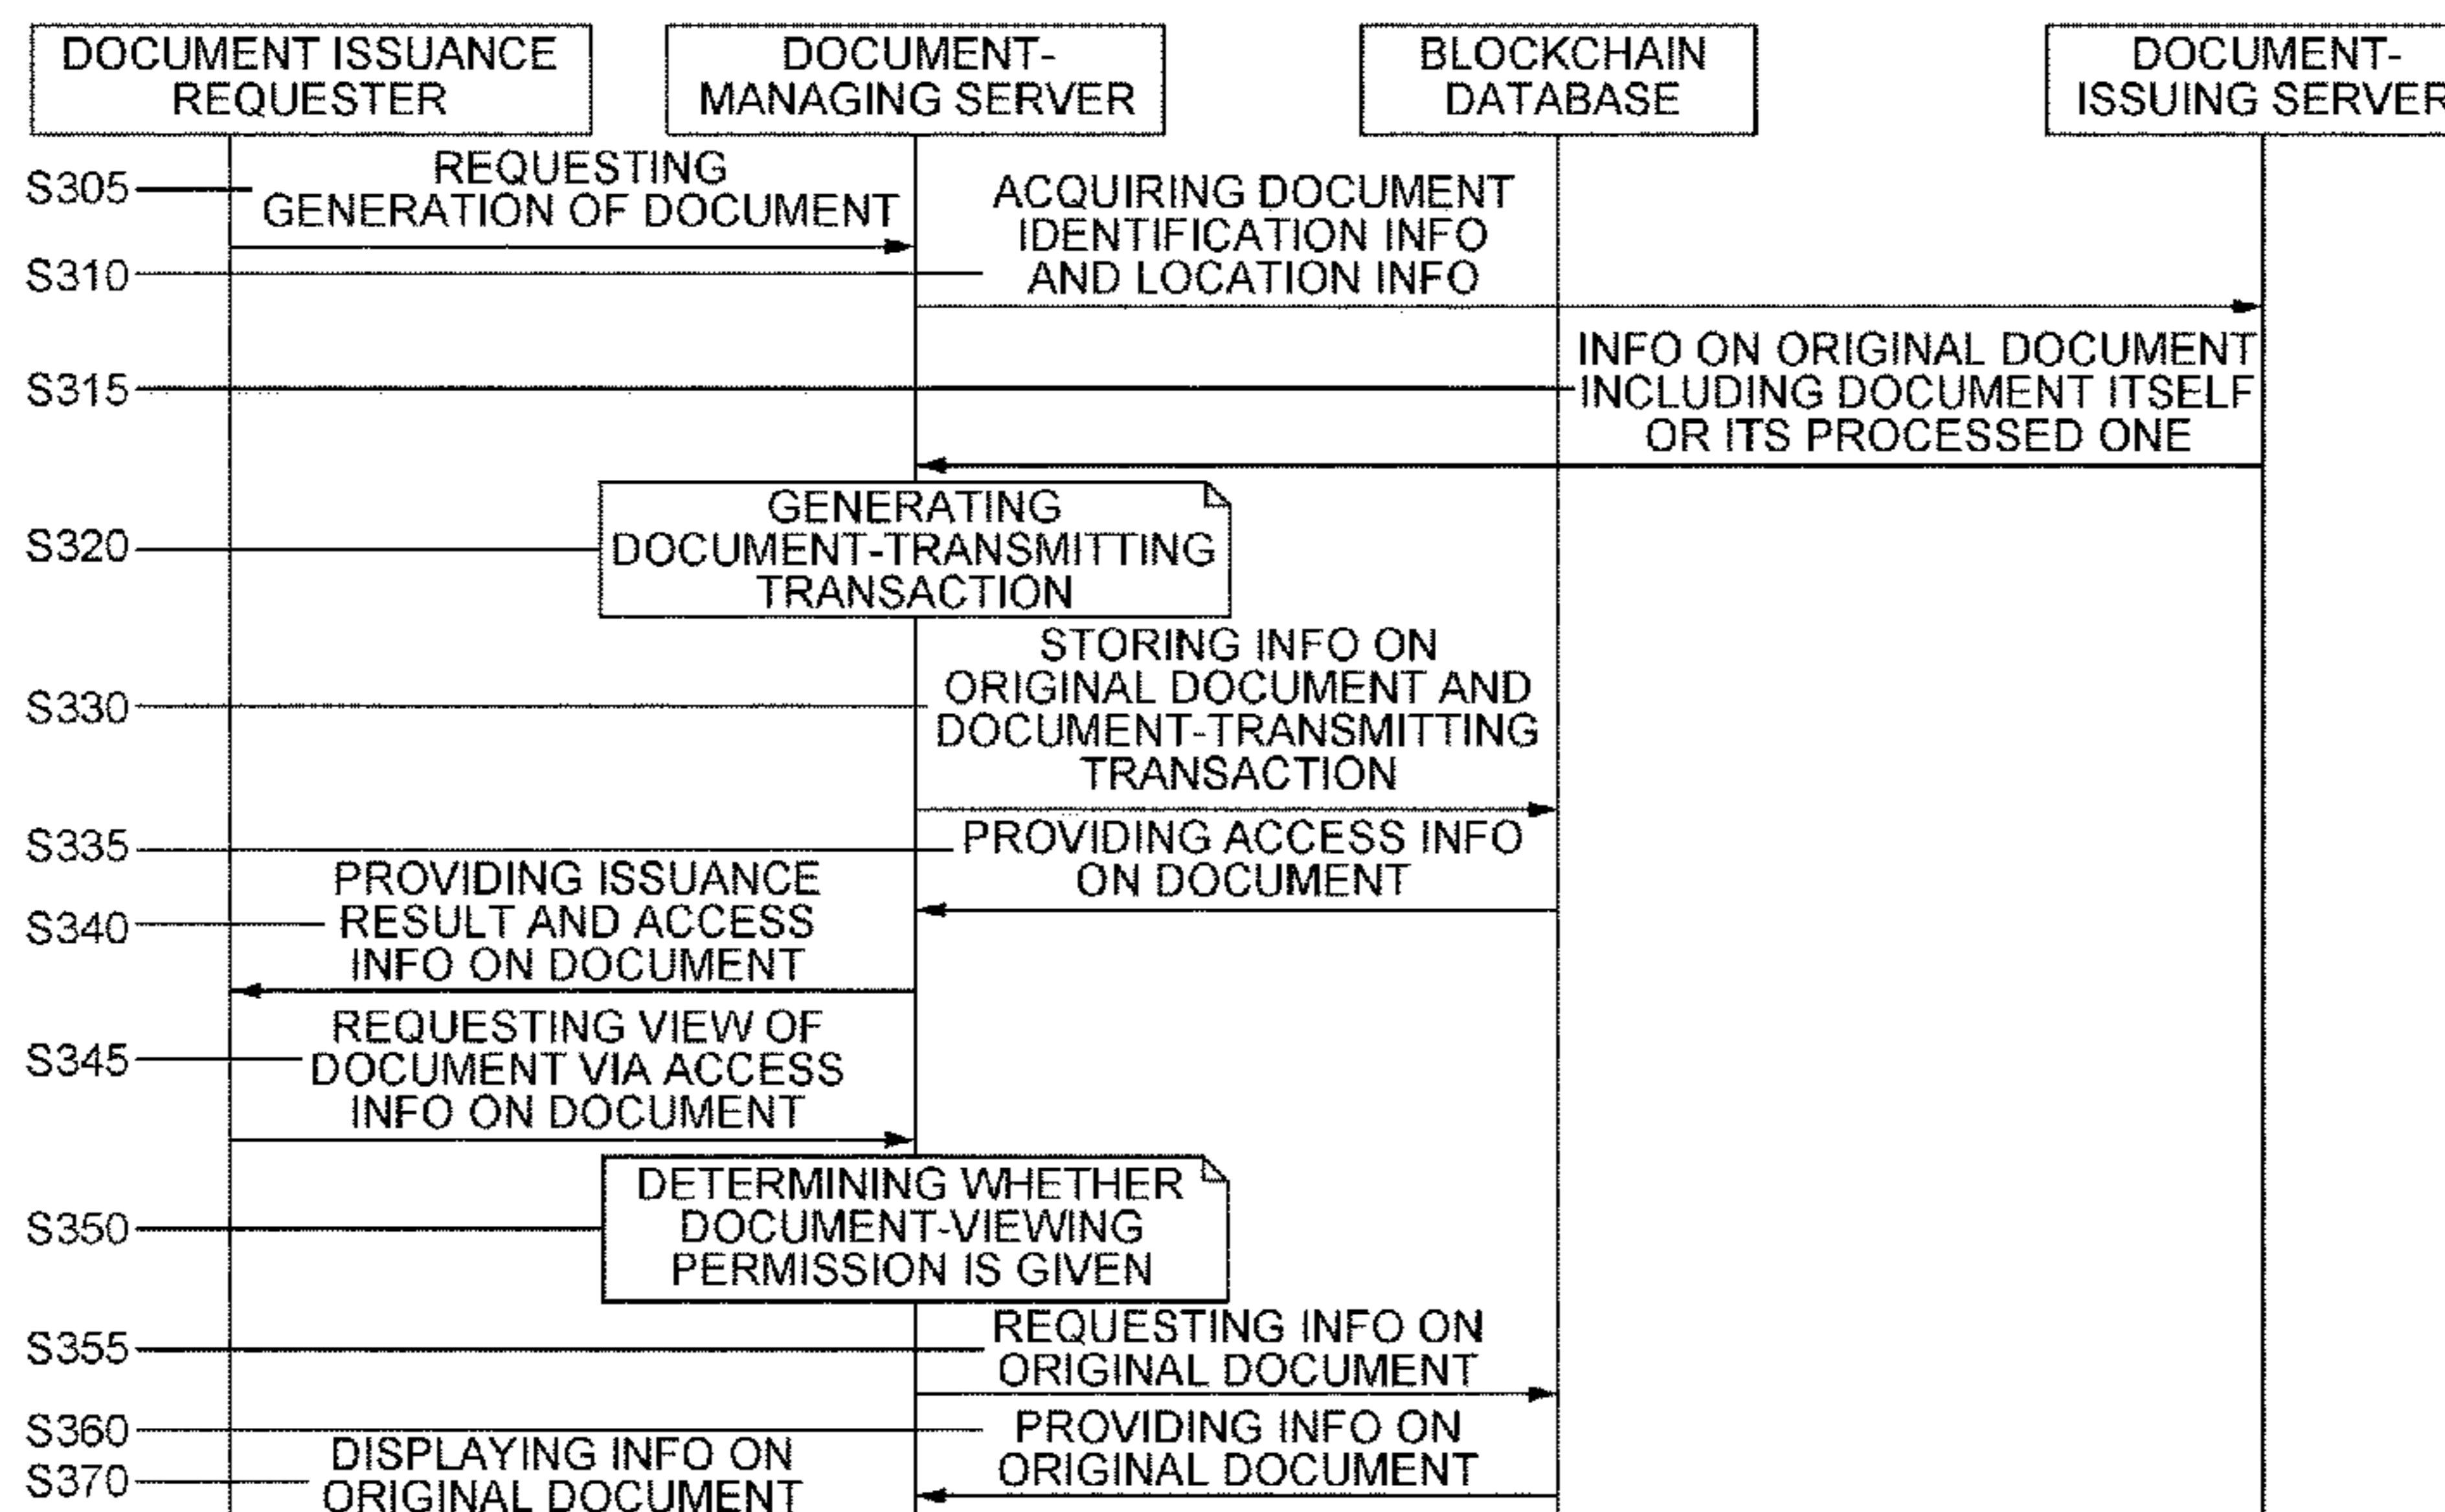 DOCUMENT ISSUANCE
REQUESTER
DOCUMENT-
MANAGING SERVER
BLOCKCHAIN
DATABASE
DOCUMENT-
ISSUING SERVER
S305
REQUESTING
GENERATION OF DOCUMENT
S310
ACQUIRING DOCUMENT
IDENTIFICATION INFO
AND LOCATION INFO
S315
INFO ON ORIGINAL DOCUMENT
INCLUDING DOCUMENT ITSELF
OR ITS PROCESSED ONE
S320
GENERATING
DOCUMENT-TRANSMITTING
TRANSACTION
S330
STORING INFO ON
ORIGINAL DOCUMENT AND
DOCUMENT-TRANSMITTING
TRANSACTION
S335
PROVIDING ACCESS INFO
ON DOCUMENT
S340
PROVIDING ISSUANCE
RESULT AND ACCESS
INFO ON DOCUMENT
S345
REQUESTING VIEW OF
DOCUMENT VIA ACCESS
INFO ON DOCUMENT
S350
DETERMINING WHETHER
DOCUMENT-VIEWING
PERMISSION IS GIVEN
S355
REQUESTING INFO ON
ORIGINAL DOCUMENT
S360
PROVIDING INFO ON
ORIGINAL DOCUMENT
S370
DISPLAYING INFO ON
ORIGINAL DOCUMENT